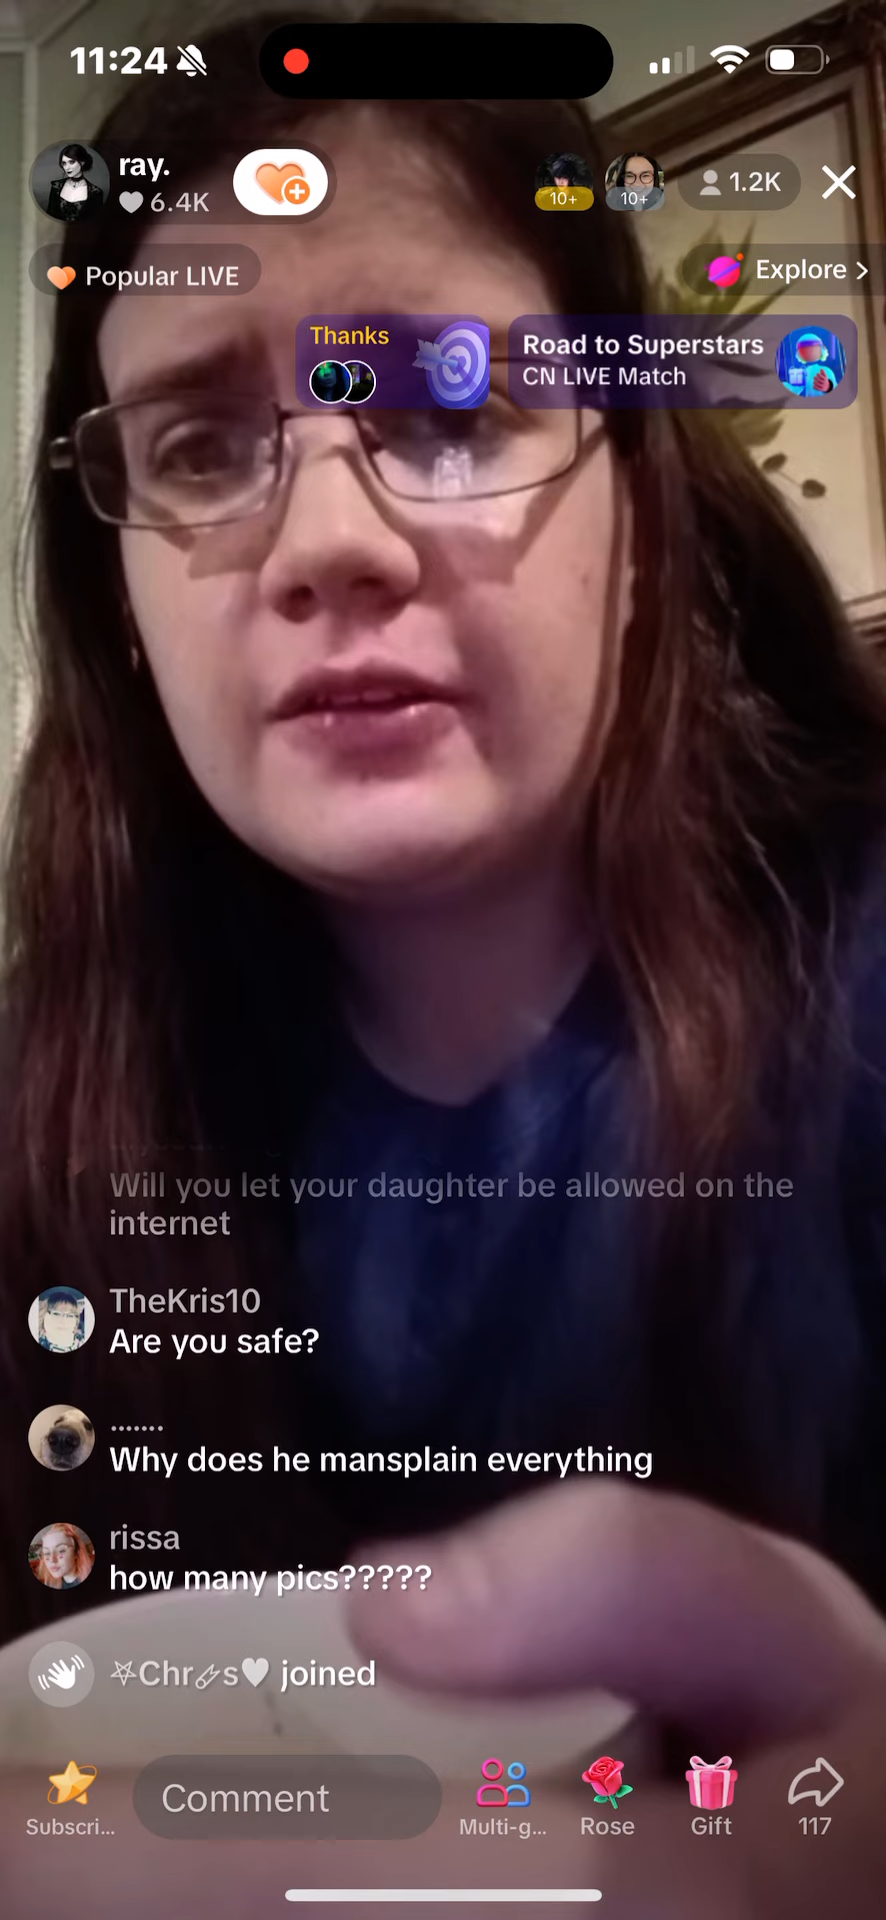 11:24
ray.
6.4K
10+
10+
1.2K
Popular LIVE
Explore >
Thanks
Road to Superstars
CN LIVE Match
Will you let your daughter be allowed on the
internet
TheKris10
Are you safe?
.......
Why does he mansplain everything
rissa
how many pics?????
⛧Chr☄s♥ joined
Comment
Subscri...
Multi-g...
Rose
Gift
117